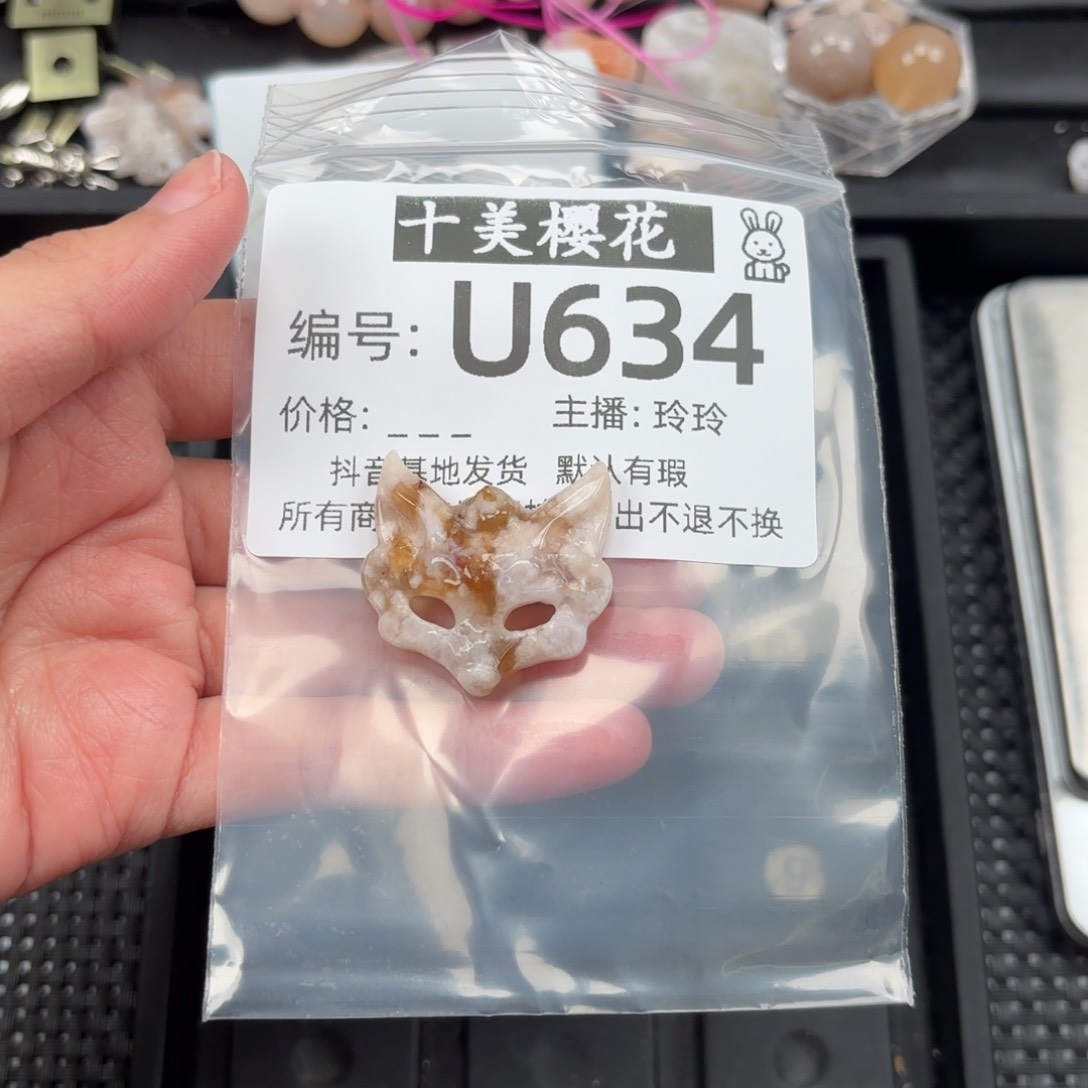 十美樱花
编号: U634
价格: _ _ _ 主播: 玲玲
抖音基地发货 默认有瑕
所有商 出不退不换